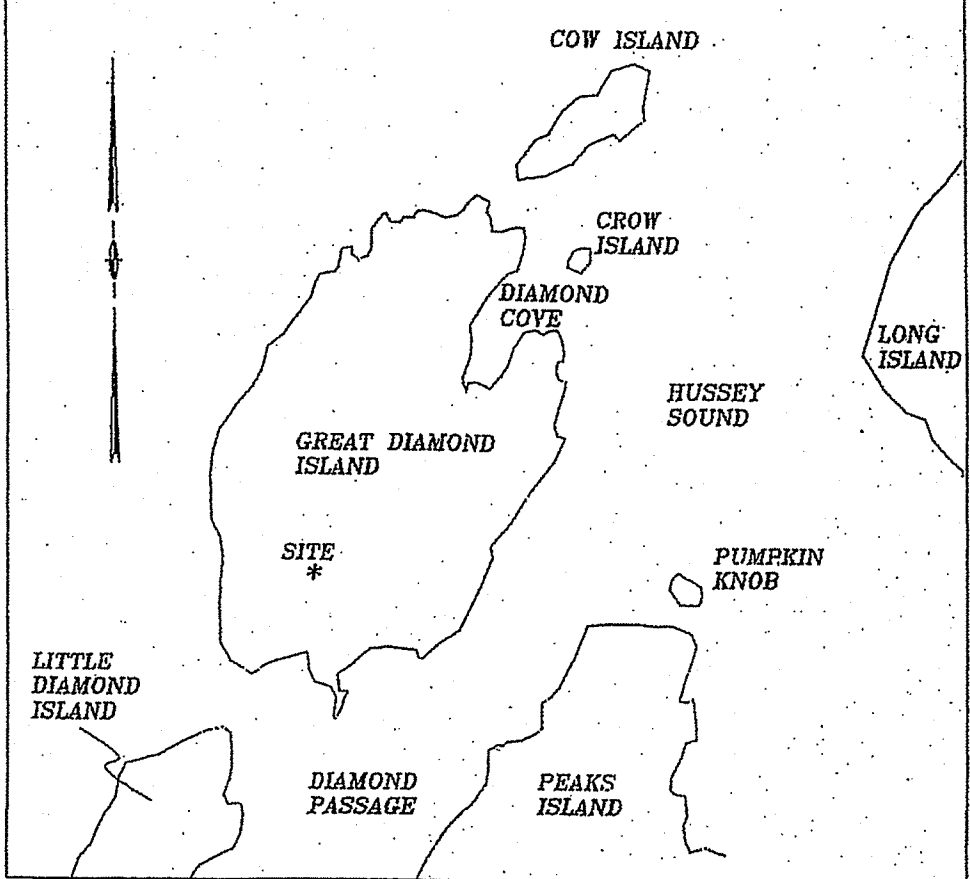 COW ISLAND
CROW
ISLAND
DIAMOND
COVE
LONG
ISLAND
HUSSEY
SOUND
GREAT DIAMOND
ISLAND
SITE
*
PUMPKIN
KNOB
LITTLE
DIAMOND
ISLAND
DIAMOND
PASSAGE
PEAKS
ISLAND